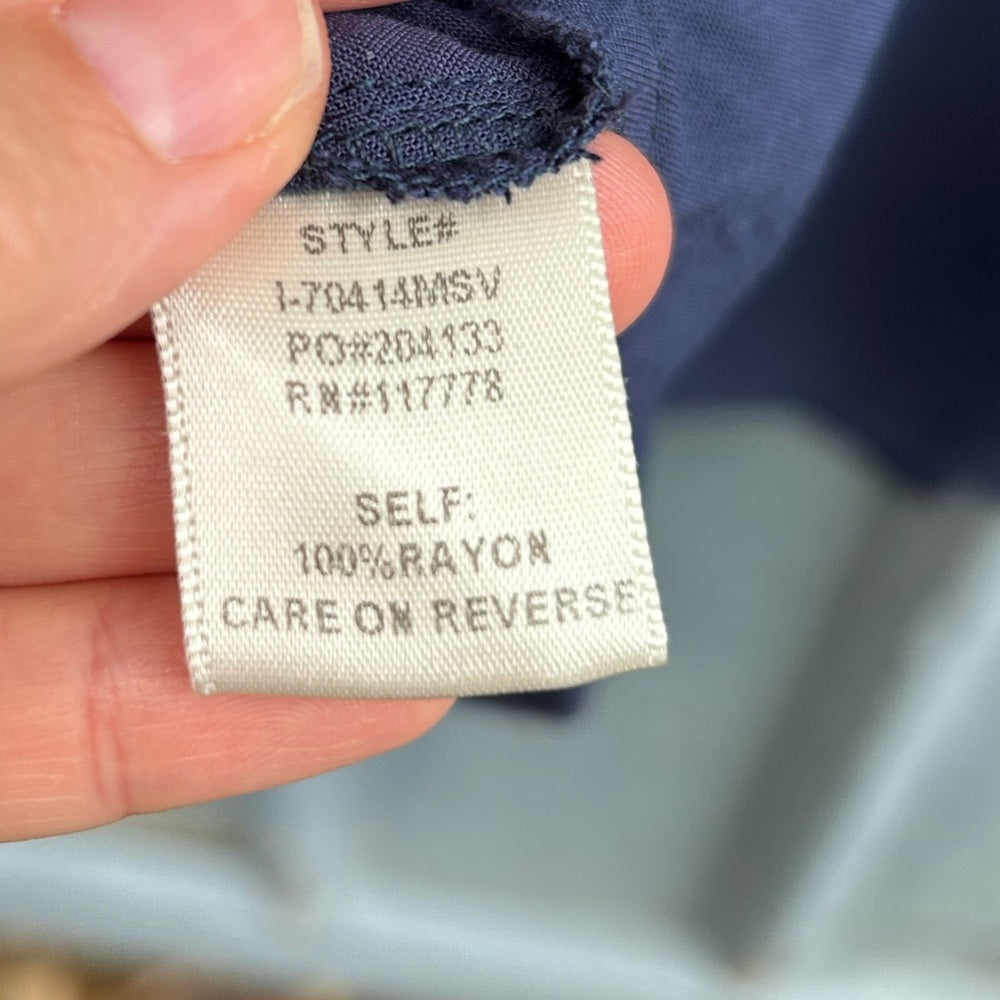 STYLE#
I-70414MSV
PO#204133
RN#117778
SELF:
100%RAYON
CARE ON REVERSE